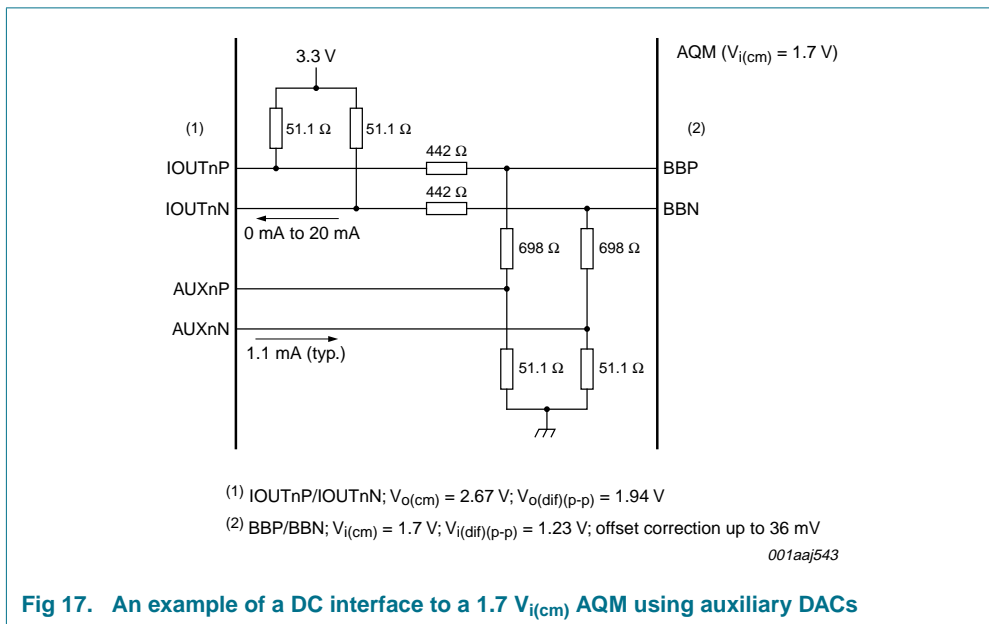 3.3 V
AQM (Vi(cm) = 1.7 V)
51.1 Ω
51.1 Ω
(1)
(2)
442 Ω
IOUTnP
BBP
442 Ω
IOUTnN
BBN
0 mA to 20 mA
698 Ω
698 Ω
AUXnP
AUXnN
1.1 mA (typ.)
51.1 Ω
51.1 Ω
(1) IOUTnP/IOUTnN; Vo(cm) = 2.67 V; Vo(dif)(p-p) = 1.94 V
(2) BBP/BBN; Vi(cm) = 1.7 V; Vi(dif)(p-p) = 1.23 V; offset correction up to 36 mV
001aaj543
Fig 17. An example of a DC interface to a 1.7 Vi(cm) AQM using auxiliary DACs